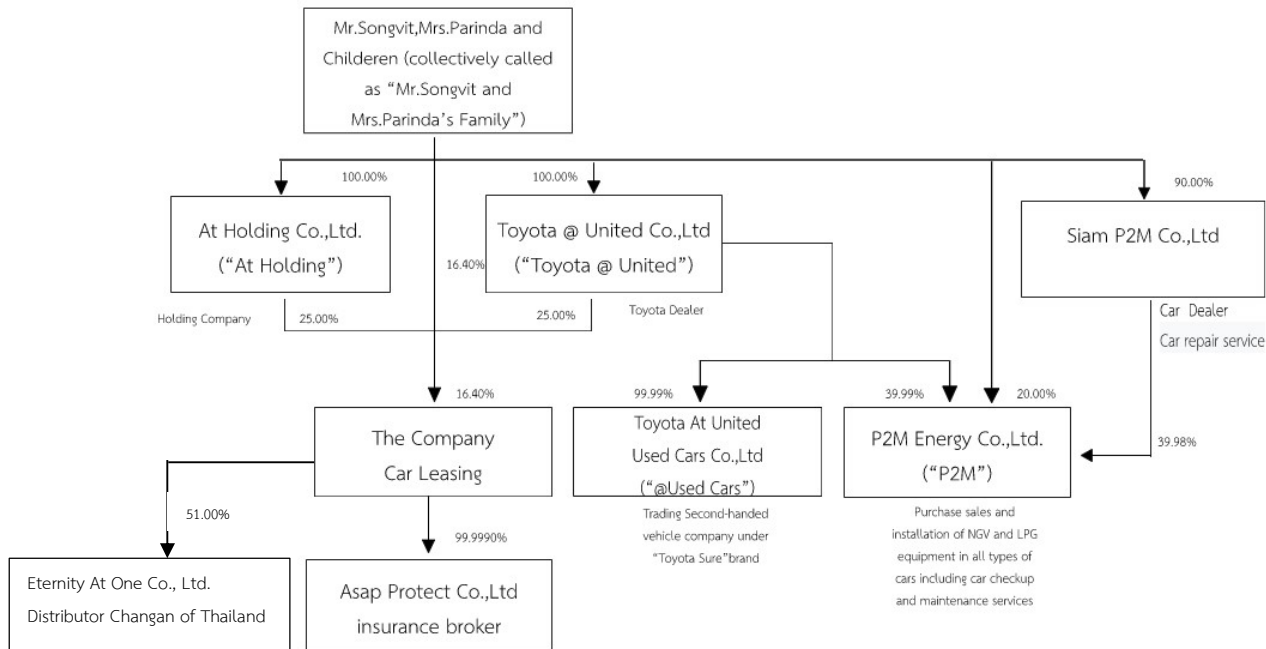 Mr.Songvit,Mrs.Parinda and
Childeren (collectively called
as “Mr.Songvit and
Mrs.Parinda’s Family”)
100.00%
100.00%
90.00%
At Holding Co.,Ltd.
(“At Holding”)
16.40%
Toyota @ United Co.,Ltd
(“Toyota @ United”)
Siam P2M Co.,Ltd
Holding Company
25.00%
25.00%
Toyota Dealer
Car Dealer
Car repair service
16.40%
99.99%
39.99%
20.00%
39.98%
The Company
Car Leasing
Toyota At United
Used Cars Co.,Ltd
(“@Used Cars”)
P2M Energy Co.,Ltd.
(“P2M”)
Trading Second-handed
vehicle company under
“Toyota Sure”brand
Purchase sales and
installation of NGV and LPG
equipment in all types of
cars including car checkup
and maintenance services
51.00%
99.9990%
Eternity At One Co., Ltd.
Distributor Changan of Thailand
Asap Protect Co.,Ltd
insurance broker